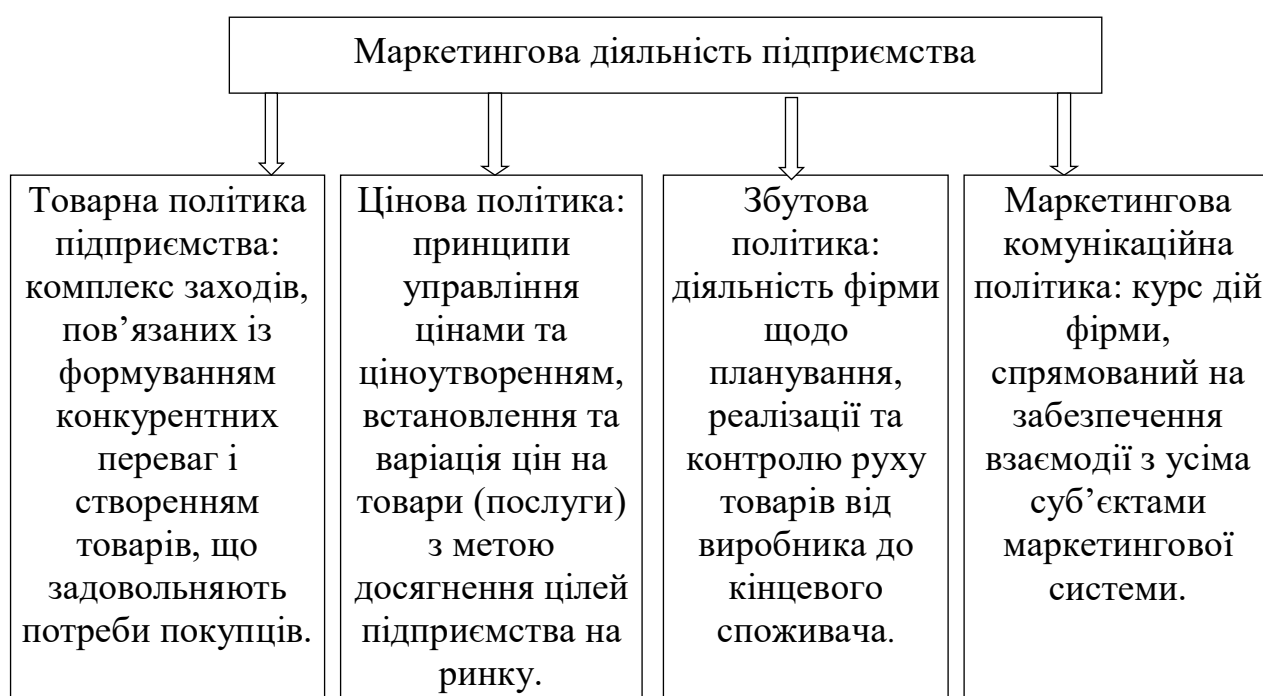 Маркетингова діяльність підприємства
Товарна політика
підприємства:
комплекс заходів,
пов’язаних із
формуванням
конкурентних
переваг і
створенням
товарів, що
задовольняють
потреби покупців.
Цінова політика:
принципи
управління
цінами та
ціноутворенням,
встановлення та
варіація цін на
товари (послуги)
з метою
досягнення цілей
підприємства на
ринку.
Збутова
політика:
діяльність фірми
щодо
планування,
реалізації та
контролю руху
товарів від
виробника до
кінцевого
споживача.
Маркетингова
комунікаційна
політика: курс дій
фірми,
спрямований на
забезпечення
взаємодії з усіма
суб’єктами
маркетингової
системи.